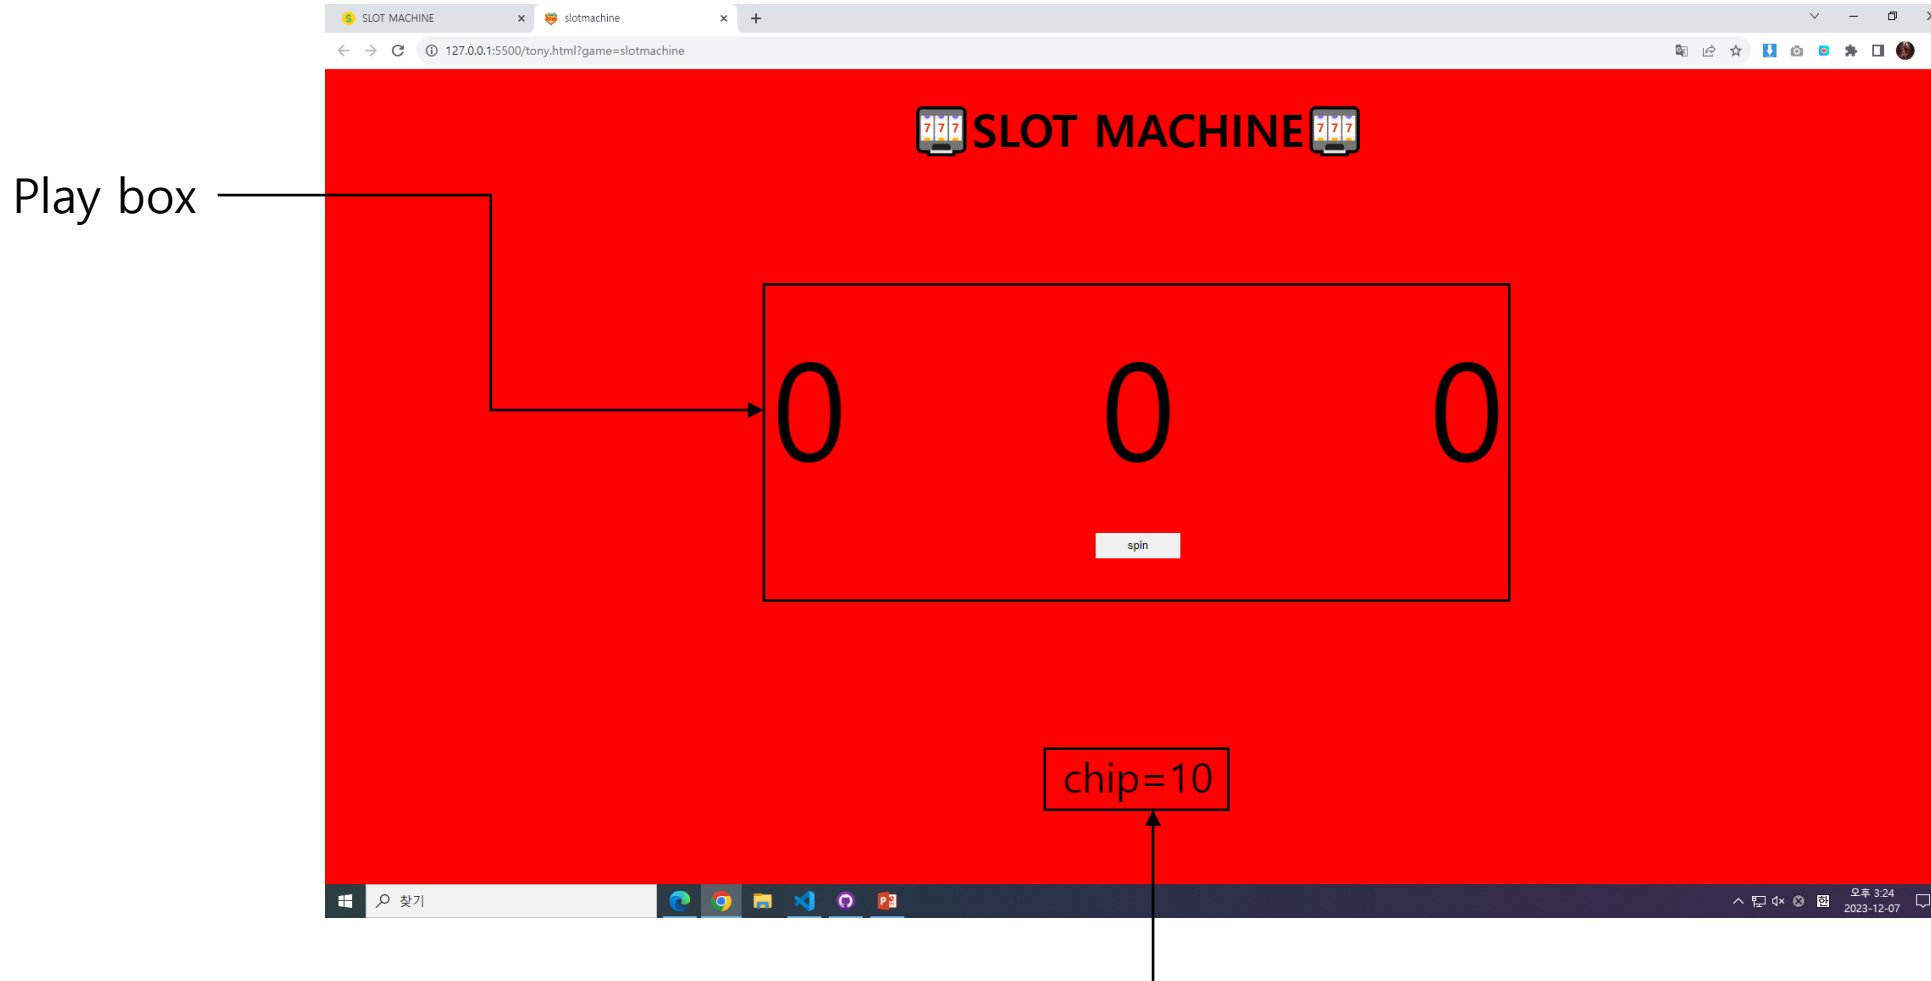 SLOT MACHINE
slotmachine
127.0.0.1:5500/tony.html?game=slotmachine
🎰SLOT MACHINE🎰
Play box
0 0 0
spin
chip=10
찾기
오후 3:24
2023-12-07